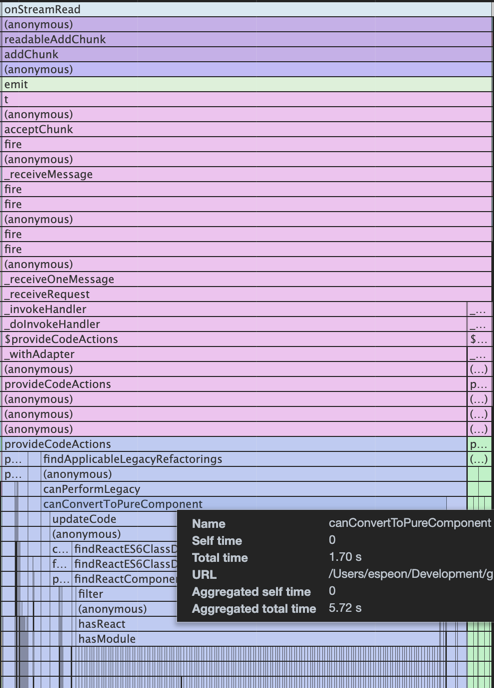 onStreamRead
(anonymous)
readableAddChunk
addChunk
(anonymous)
emit
t
(anonymous)
acceptChunk
fire
(anonymous)
_receiveMessage
fire
fire
(anonymous)
fire
fire
(anonymous)
_receiveOneMessage
_receiveRequest
_invokeHandler _...
_doInvokeHandler _...
$provideCodeActions $...
_withAdapter _...
(anonymous) (...)
provideCodeActions p...
(anonymous) (...)
(anonymous) (...)
(anonymous) (...)
provideCodeActions p...
p... findApplicableLegacyRefactorings (...)
p... (anonymous)
canPerformLegacy
canConvertToPureComponent
updateCode
(anonymous)
c... findReactES6ClassD
f... findReactES6ClassD
p... findReactComponen
filter
(anonymous)
hasReact
hasModule
Name canConvertToPureComponent
Self time 0
Total time 1.70 s
URL /Users/espeon/Development/g
Aggregated self time 0
Aggregated total time 5.72 s